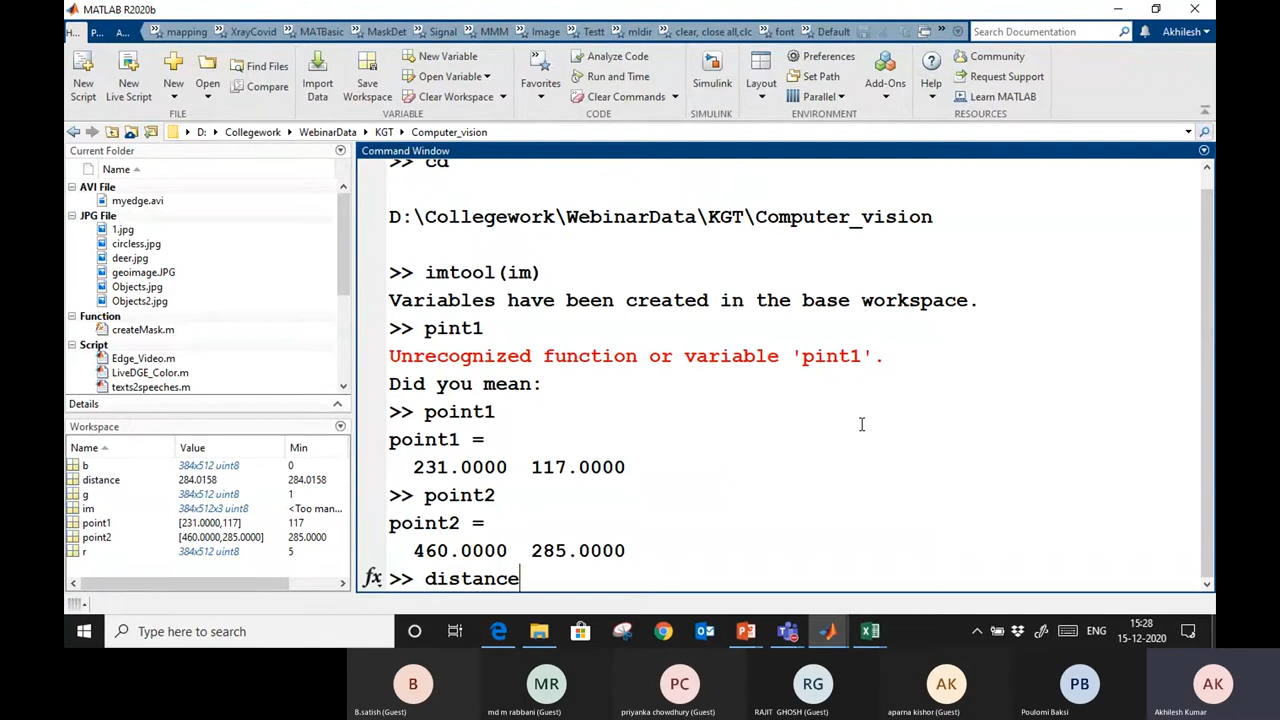 MATLAB R2020b
H... P... A... mapping XrayCovid MATBasic MaskDet Signal MMM Image Testt mldir clear, close all,clc font Default Search Documentation Akhilesh
New Script New Live Script New Open Find Files Compare Import Data Save Workspace New Variable Open Variable Clear Workspace Favorites Analyze Code Run and Time Clear Commands Simulink Layout Preferences Set Path Parallel Add-Ons Help Community Request Support Learn MATLAB
FILE VARIABLE CODE SIMULINK ENVIRONMENT RESOURCES
D: Collegework WebinarData KGT Computer_vision
Current Folder
Name
AVI File
myedge.avi
JPG File
1.jpg
circless.jpg
deer.jpg
geoimage.JPG
Objects.jpg
Objects2.jpg
Function
createMask.m
Script
Edge_Video.m
LiveDGE_Color.m
texts2speeches.m
Details
Workspace
Name Value Min
b 384x512 uint8 0
distance 284.0158 284.0158
g 384x512 uint8 1
im 384x512x3 uint8 <Too man...
point1 [231.0000,117] 117
point2 [460.0000,285.0000] 285.0000
r 384x512 uint8 5
Command Window
>> cd
D:\Collegework\WebinarData\KGT\Computer_vision
>> imtool(im)
Variables have been created in the base workspace.
>> pint1
Unrecognized function or variable 'pint1'.
Did you mean:
>> point1
point1 =
231.0000 117.0000
>> point2
point2 =
460.0000 285.0000
fx >> distance
Type here to search
ENG
15:28
15-12-2020
B MR PC RG AK PB AK
B.satish (Guest) md m rabbani (Guest) priyanka chowdhury (Guest) RAJIT GHOSH (Guest) aparna kishor (Guest) Poulomi Baksi Akhilesh Kumar